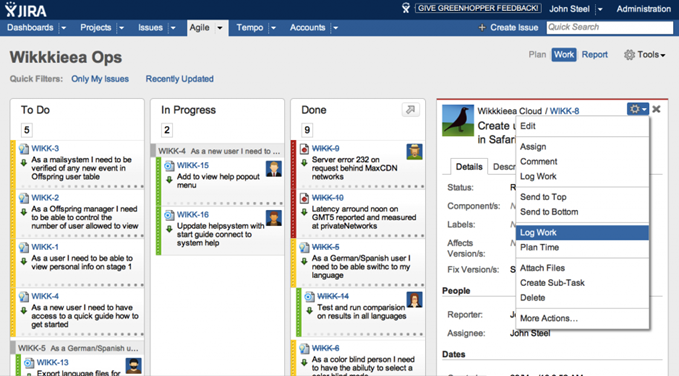 JIRA
GIVE GREENHOPPER FEEDBACK!
John Steel
Administration
Dashboards
Projects
Issues
Agile
Tempo
Accounts
+ Create Issue
Quick Search
Wikkkieea Ops
Plan
Work
Report
Tools
Quick Filters:
Only My Issues
Recently Updated
To Do
5
WIKK-3
As a mailsystem I need to be
verified of any new event in
Offspring user table
WIKK-2
As a Offspring manager I need
to be able to control the
number of user allowed to view
WIKK-1
As a user I need to be able to
view personal info on stage 1
WIKK-4
As a new user I need to have
access to a quick guide how to
get started
WIKK-5 As a German/Spanish u...
WIKK-13
Export langugae files for
In Progress
2
WIKK-4 As a new user I need to ...
WIKK-15
Add to view help popout
menu
WIKK-16
Uppdate helpsystem with
start guide connect to
system help
Done
9
WIKK-9
Server error 232 on
request behind MaxCDN
networks
WIKK-10
Latency arround noon on
GMT5 reported and measured
at privateNetworks
WIKK-5
As a German/Spanish user I
need to be able swithc to my
language
WIKK-14
Test and run comparision
on results in all languages
WIKK-6
As a color blind person I need
to have the abiluty to select a
Wikkkieea Cloud / WIKK-8
Create
in Safari
Details
Status:
Component/s:
Labels:
Affects
Version/s:
Fix Version/s:
People
Reporter:
Assignee: John Steel
Dates
Edit
Assign
Comment
Log Work
Send to Top
Send to Bottom
Log Work
Plan Time
Attach Files
Create Sub-Task
Delete
More Actions...